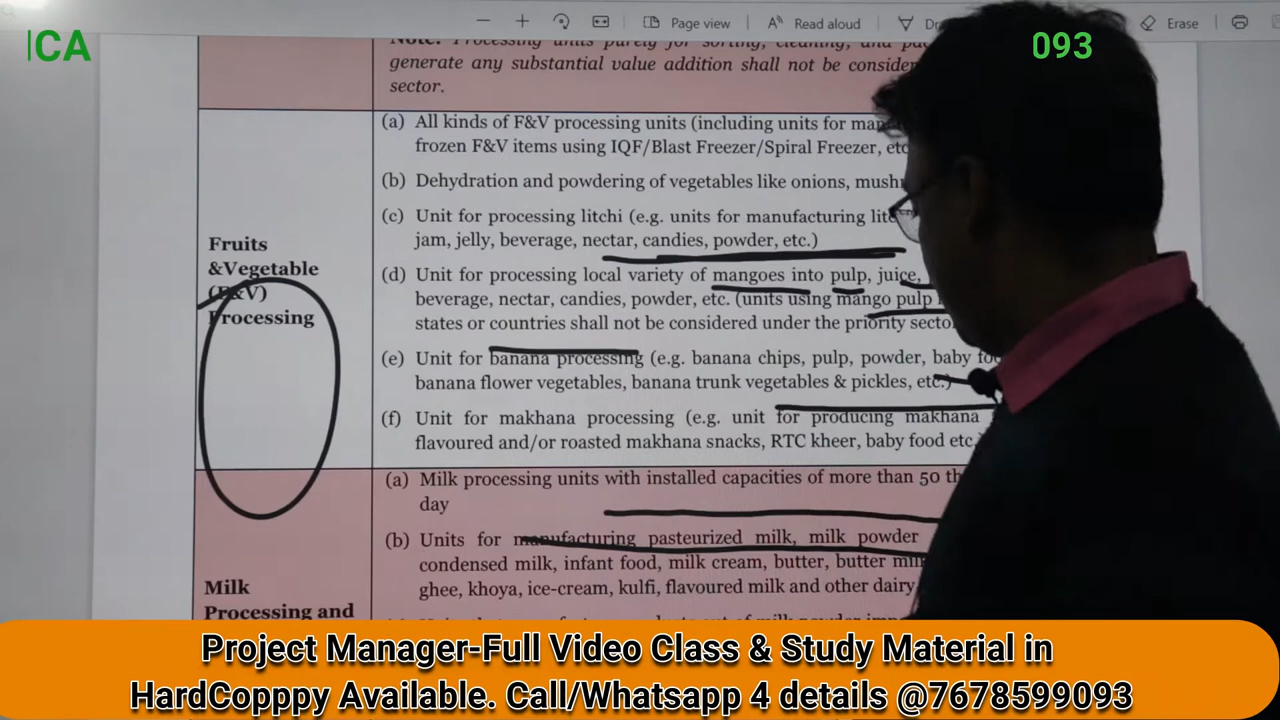 ICA
093
Page view
Read aloud
Erase
Note: Processing units purely for sorting, cleaning, and
generate any substantial value addition shall not be
sector.
Fruits
&Vegetable
(F&V)
Processing
(a) All kinds of F&V processing units (including units for
frozen F&V items using IQF/Blast Freezer/Spiral Freezer, etc
(b) Dehydration and powdering of vegetables like onions,
(c) Unit for processing litchi (e.g. units for manufacturing
jam, jelly, beverage, nectar, candies, powder, etc.)
(d) Unit for processing local variety of mangoes into pulp, juice,
beverage, nectar, candies, powder, etc. (units using mango pulp
states or countries shall not be considered under the priority
(e) Unit for banana processing (e.g. banana chips, pulp, powder, baby
banana flower vegetables, banana trunk vegetables & pickles, etc.)
(f) Unit for makhana processing (e.g. unit for producing makhana
flavoured and/or roasted makhana snacks, RTC kheer, baby food etc.
Milk
Processing and
(a) Milk processing units with installed capacities of more than 50
day
(b) Units for manufacturing pasteurized milk, milk powder
condensed milk, infant food, milk cream, butter, butter
ghee, khoya, ice-cream, kulfi, flavoured milk and other dairy
Project Manager-Full Video Class & Study Material in
HardCopppy Available. Call/Whatsapp 4 details @7678599093